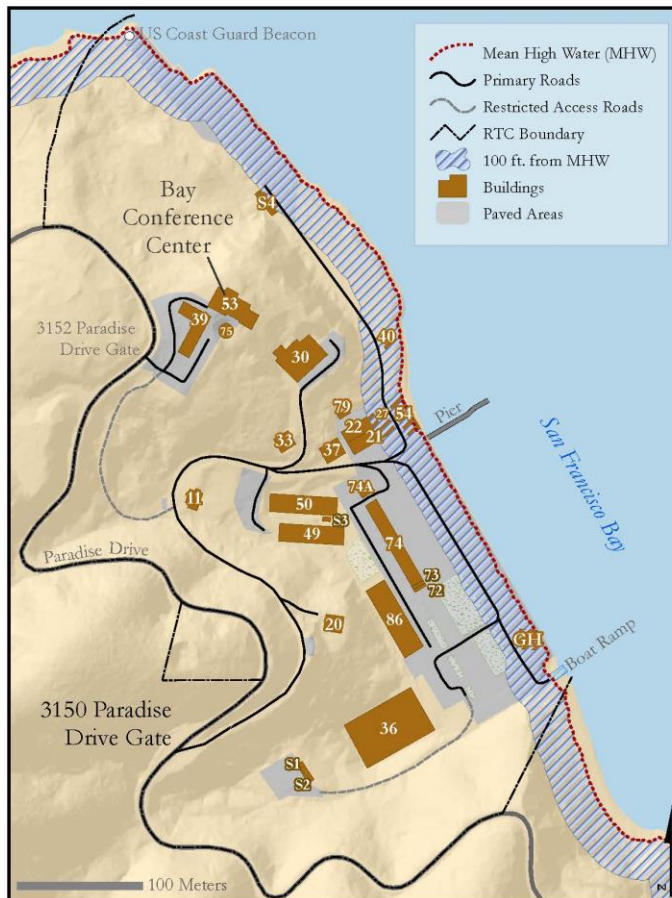 US Coast Guard Beacon
Mean High Water (MHW)
Primary Roads
Restricted Access Roads
RTC Boundary
100 ft. from MHW
Buildings
Paved Areas
Bay
Conference
Center
S4
53
39
75
3152 Paradise
Drive Gate
30
40
79
27
54
22
21
Pier
33
37
San Francisco Bay
11
74A
50
S3
49
74
73
72
Paradise Drive
20
86
GH
Boat Ramp
3150 Paradise
Drive Gate
36
S1
S2
100 Meters
N